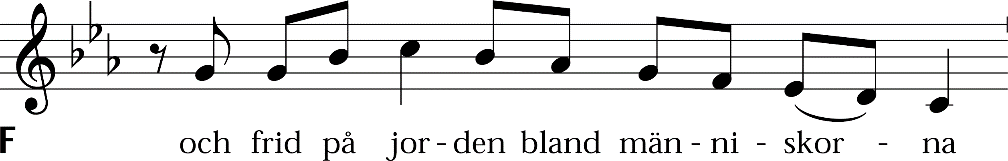 F och frid på jor - den bland män - ni - skor - na